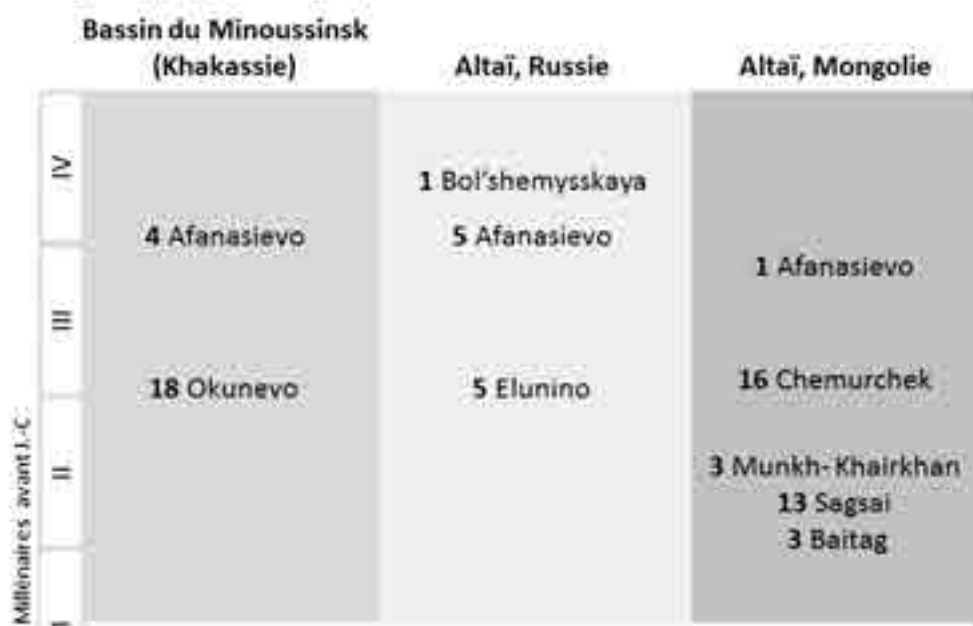 Bassin du Minoussinsk
(Khakassie)
Altaï, Russie
Altaï, Mongolie
Millénaires avant J.-C.
IV
III
II
I
4 Afanasievo
18 Okunevo
1 Bol'shemysskaya
5 Afanasievo
5 Elunino
1 Afanasievo
16 Chemurchek
3 Munkh- Khairkhan
13 Sagsai
3 Baitag